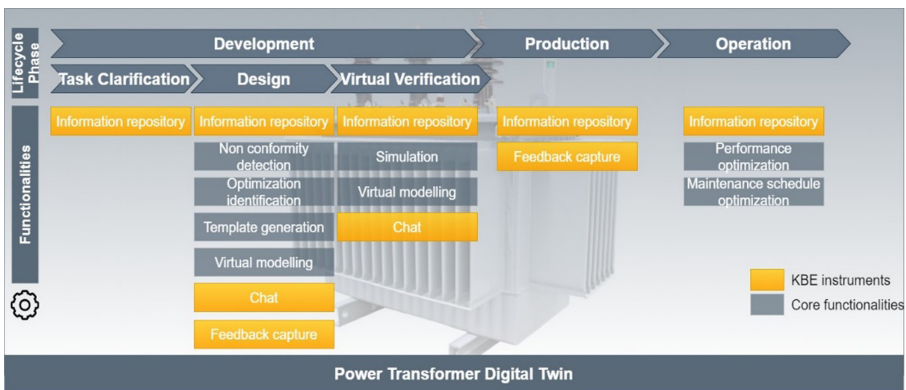 Lifecycle
Phase
Development
Production
Operation
Task Clarification
Design
Virtual Verification
Functionalities
Information repository
Information repository
Information repository
Information repository
Information repository
Non conformity
detection
Simulation
Feedback capture
Performance
optimization
Optimization
identification
Virtual modelling
Maintenance schedule
optimization
Template generation
Chat
Virtual modelling
Chat
Feedback capture
KBE instruments
Core functionalities
Power Transformer Digital Twin